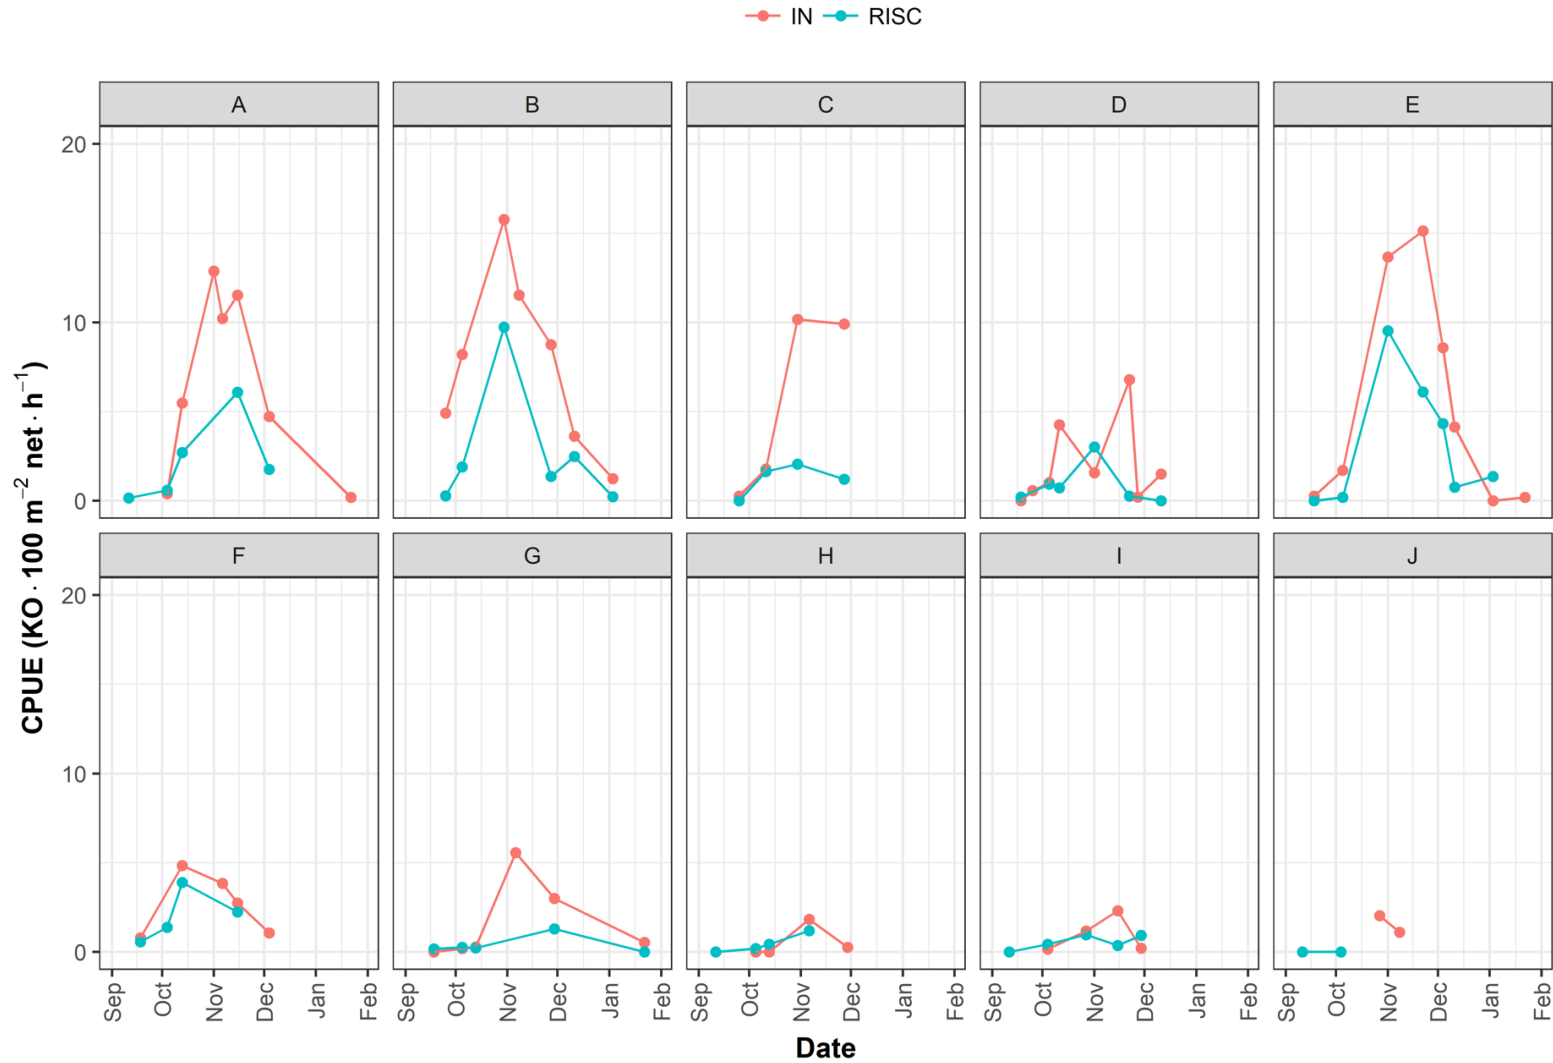 IN RISC
A B C D E
20
10
0
F G H I J
20
10
0
Sep Oct Nov Dec Jan Feb Sep Oct Nov Dec Jan Feb Sep Oct Nov Dec Jan Feb Sep Oct Nov Dec Jan Feb Sep Oct Nov Dec Jan Feb
CPUE (KO · 100 m⁻² net · h⁻¹)
Date